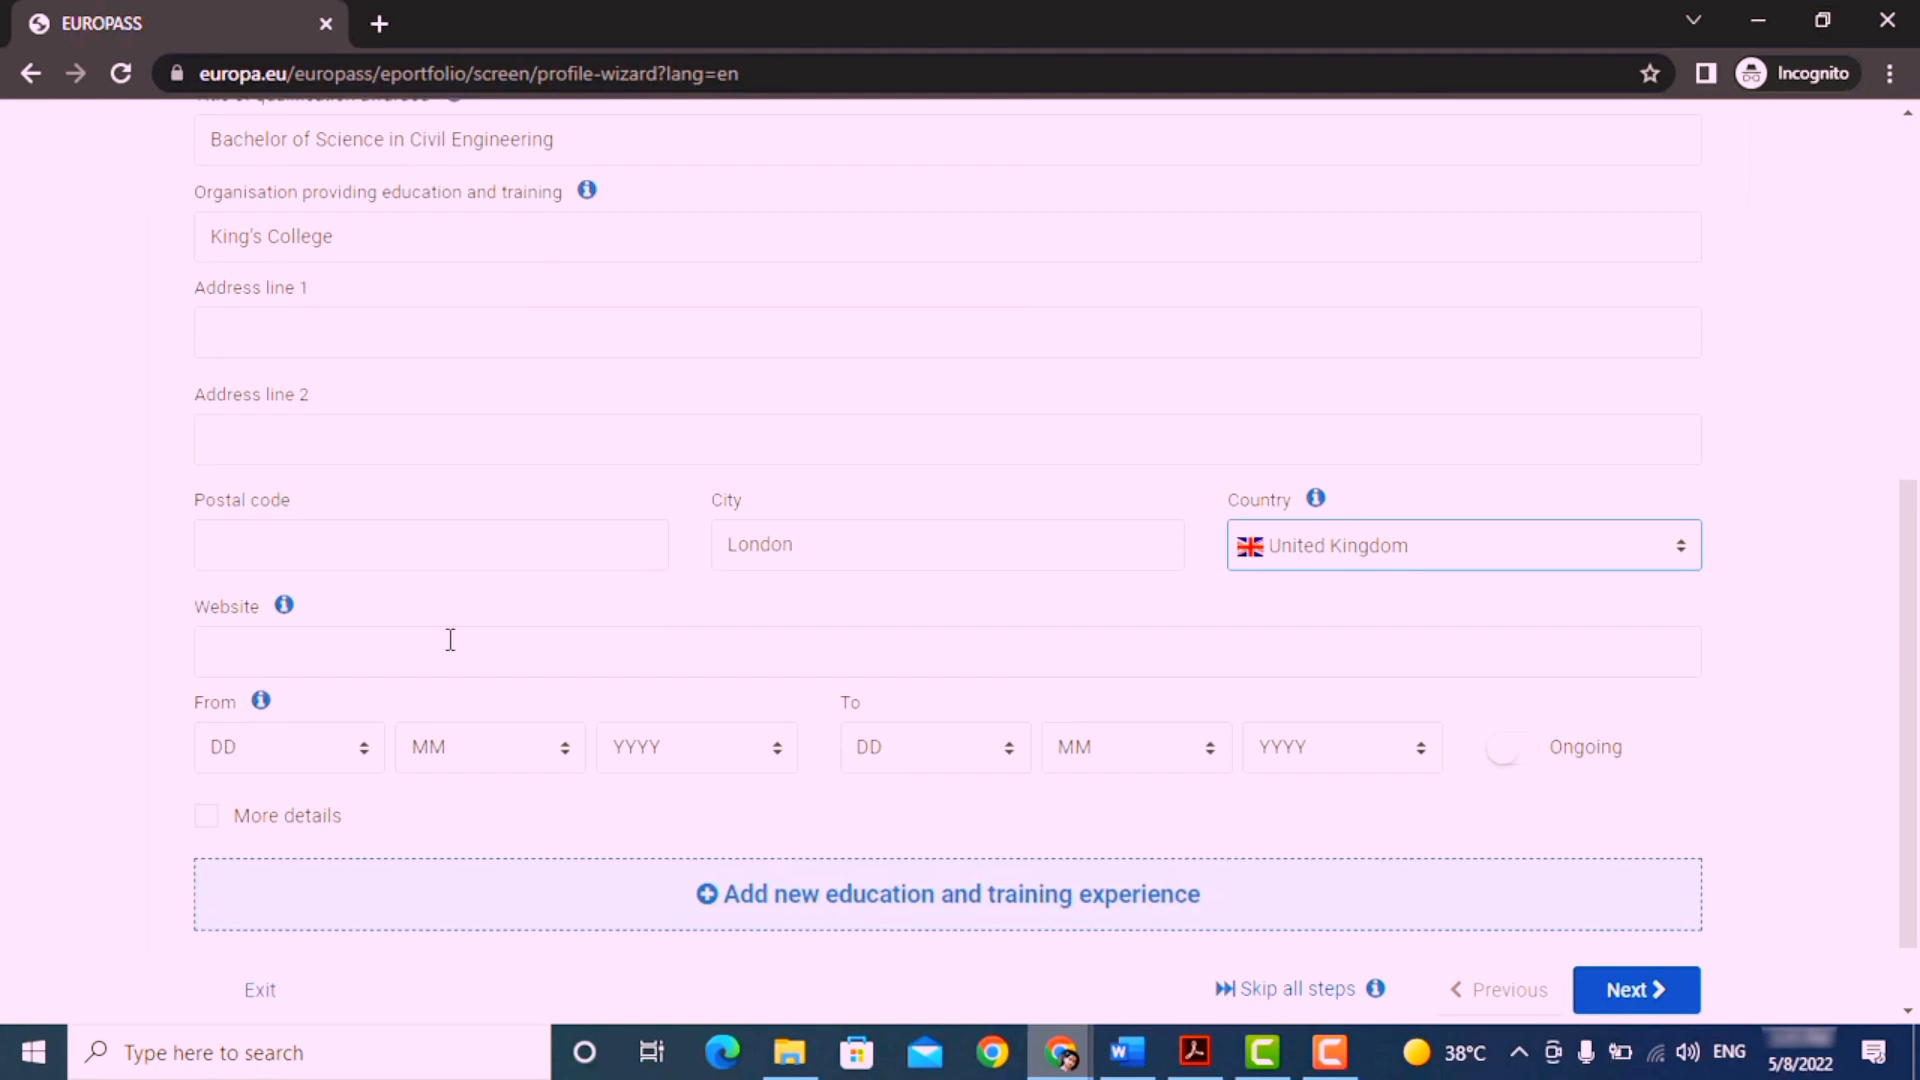 EUROPASS
europa.eu/europass/eportfolio/screen/profile-wizard?lang=en
Incognito
Bachelor of Science in Civil Engineering
Organisation providing education and training
King's College
Address line 1
Address line 2
Postal code City Country
London United Kingdom
Website
From To
DD MM YYYY DD MM YYYY Ongoing
More details
Add new education and training experience
Exit Skip all steps Previous Next
Type here to search 38°C ENG
5/8/2022